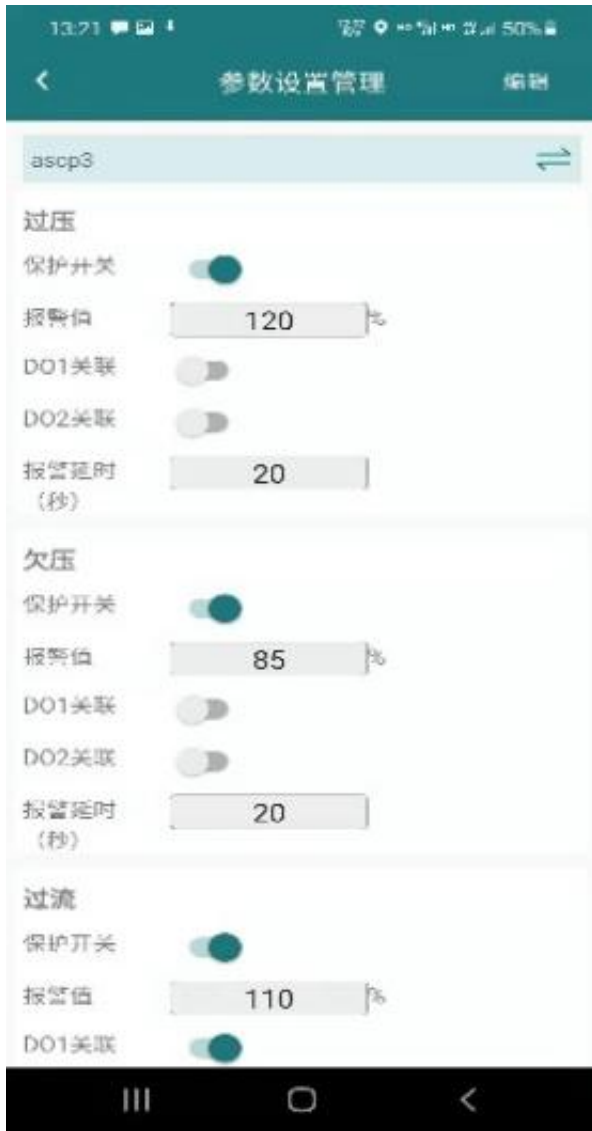 13:21 50%
参数设置管理 编辑
ascp3
过压
保护开关
报警值 120 %
DO1关联
DO2关联
报警延时 20
（秒）
欠压
保护开关
报警值 85 %
DO1关联
DO2关联
报警延时 20
（秒）
过流
保护开关
报警值 110 %
DO1关联